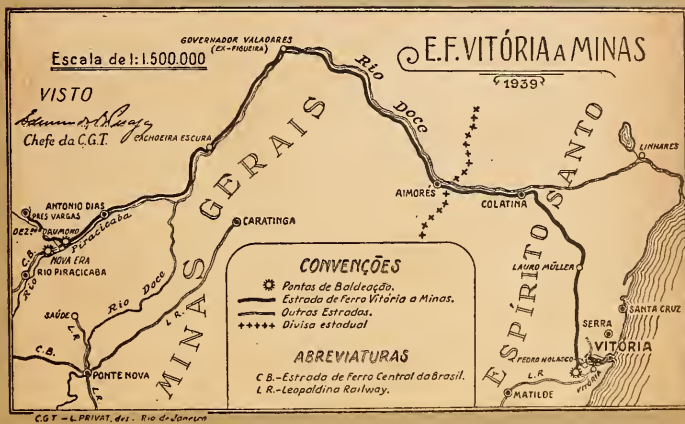 E.F. VITÓRIA A MINAS
1939
Escala de 1:1.500.000
VISTO
Chefe da C.G.T.
GOVERNADOR VALADARES
(EX-FIGUEIRA)
RIO DOCE
CACHOEIRA ESCURA
MINAS GERAIS
ESPÍRITO SANTO
LINHARES
AIMORÉS
COLATINA
ANTONIO DIAS
PRES VARGAS
DRUMOND
Piracicaba
C.B.
NOVA ERA
Rio
RIO PIRACICABA
CARATINGA
Rio Doce
L.R.
SAÚDE
L.R.
C.B.
PONTE NOVA
L.R.
LAURO MÜLLER
SANTA CRUZ
SERRA
VITÓRIA
PEDRO NOLASCO
VITÓRIA
L.R
MATILDE
CONVENÇÕES
Pontos de Baldeação.
Estrada de Ferro Vitória a Minas.
Outras Estradas.
Divisa estadual
ABREVIATURAS
C B.-Estrada de Ferro Central do Brasil.
L R.-Leopoldina Railway.
C.G.T - L. PRIVAT, des. Rio de Janeiro